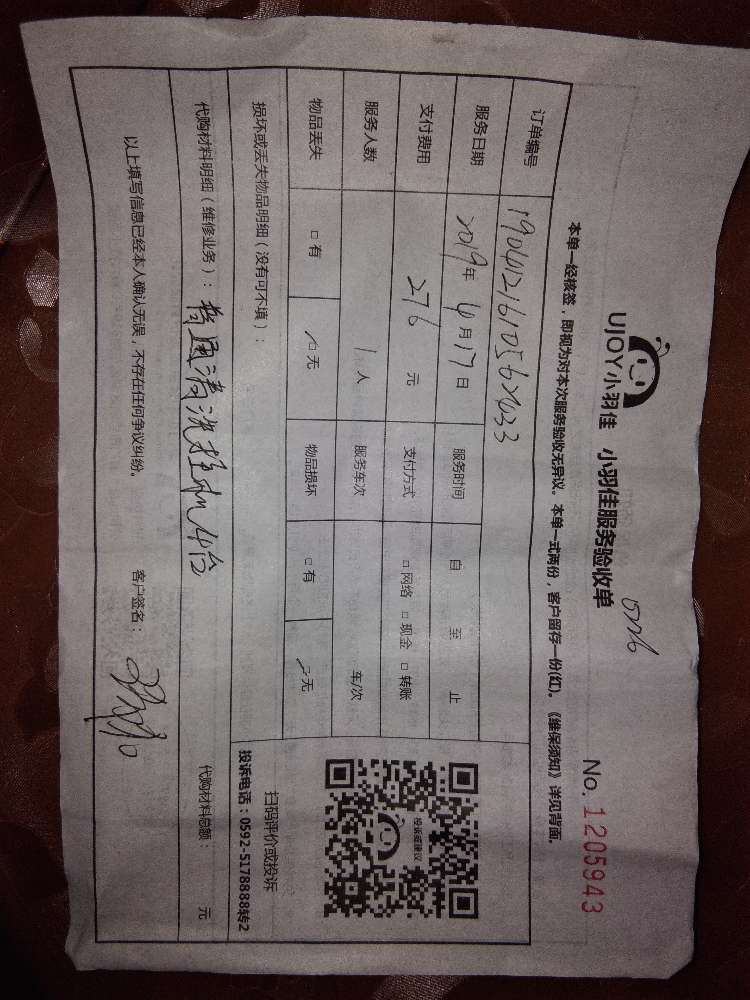 UJOY小羽佳 小羽佳服务验收单
No. 1205943
本单一经核签，即视为对本次服务验收无异议。本单一式两份，客户留存一份(红)。《维保须知》详见背面。
订单编号
服务日期 2019年 4月17日 服务时间 自 至 止
支付费用 276 元 支付方式 □网络 □现金 □转账
服务人数 1人 服务车次 车/次
物品丢失 □有 □无 物品损坏 □有 □无
损坏或丢失物品明细（没有可不填）：
扫码评价或投诉
投诉电话：0592-5178888转2
代购材料明细（维修业务）：普通清洗挂机4台 代购材料总额： 元
以上填写信息已经本人确认无误，不存在任何争议纠纷。 客户签名：